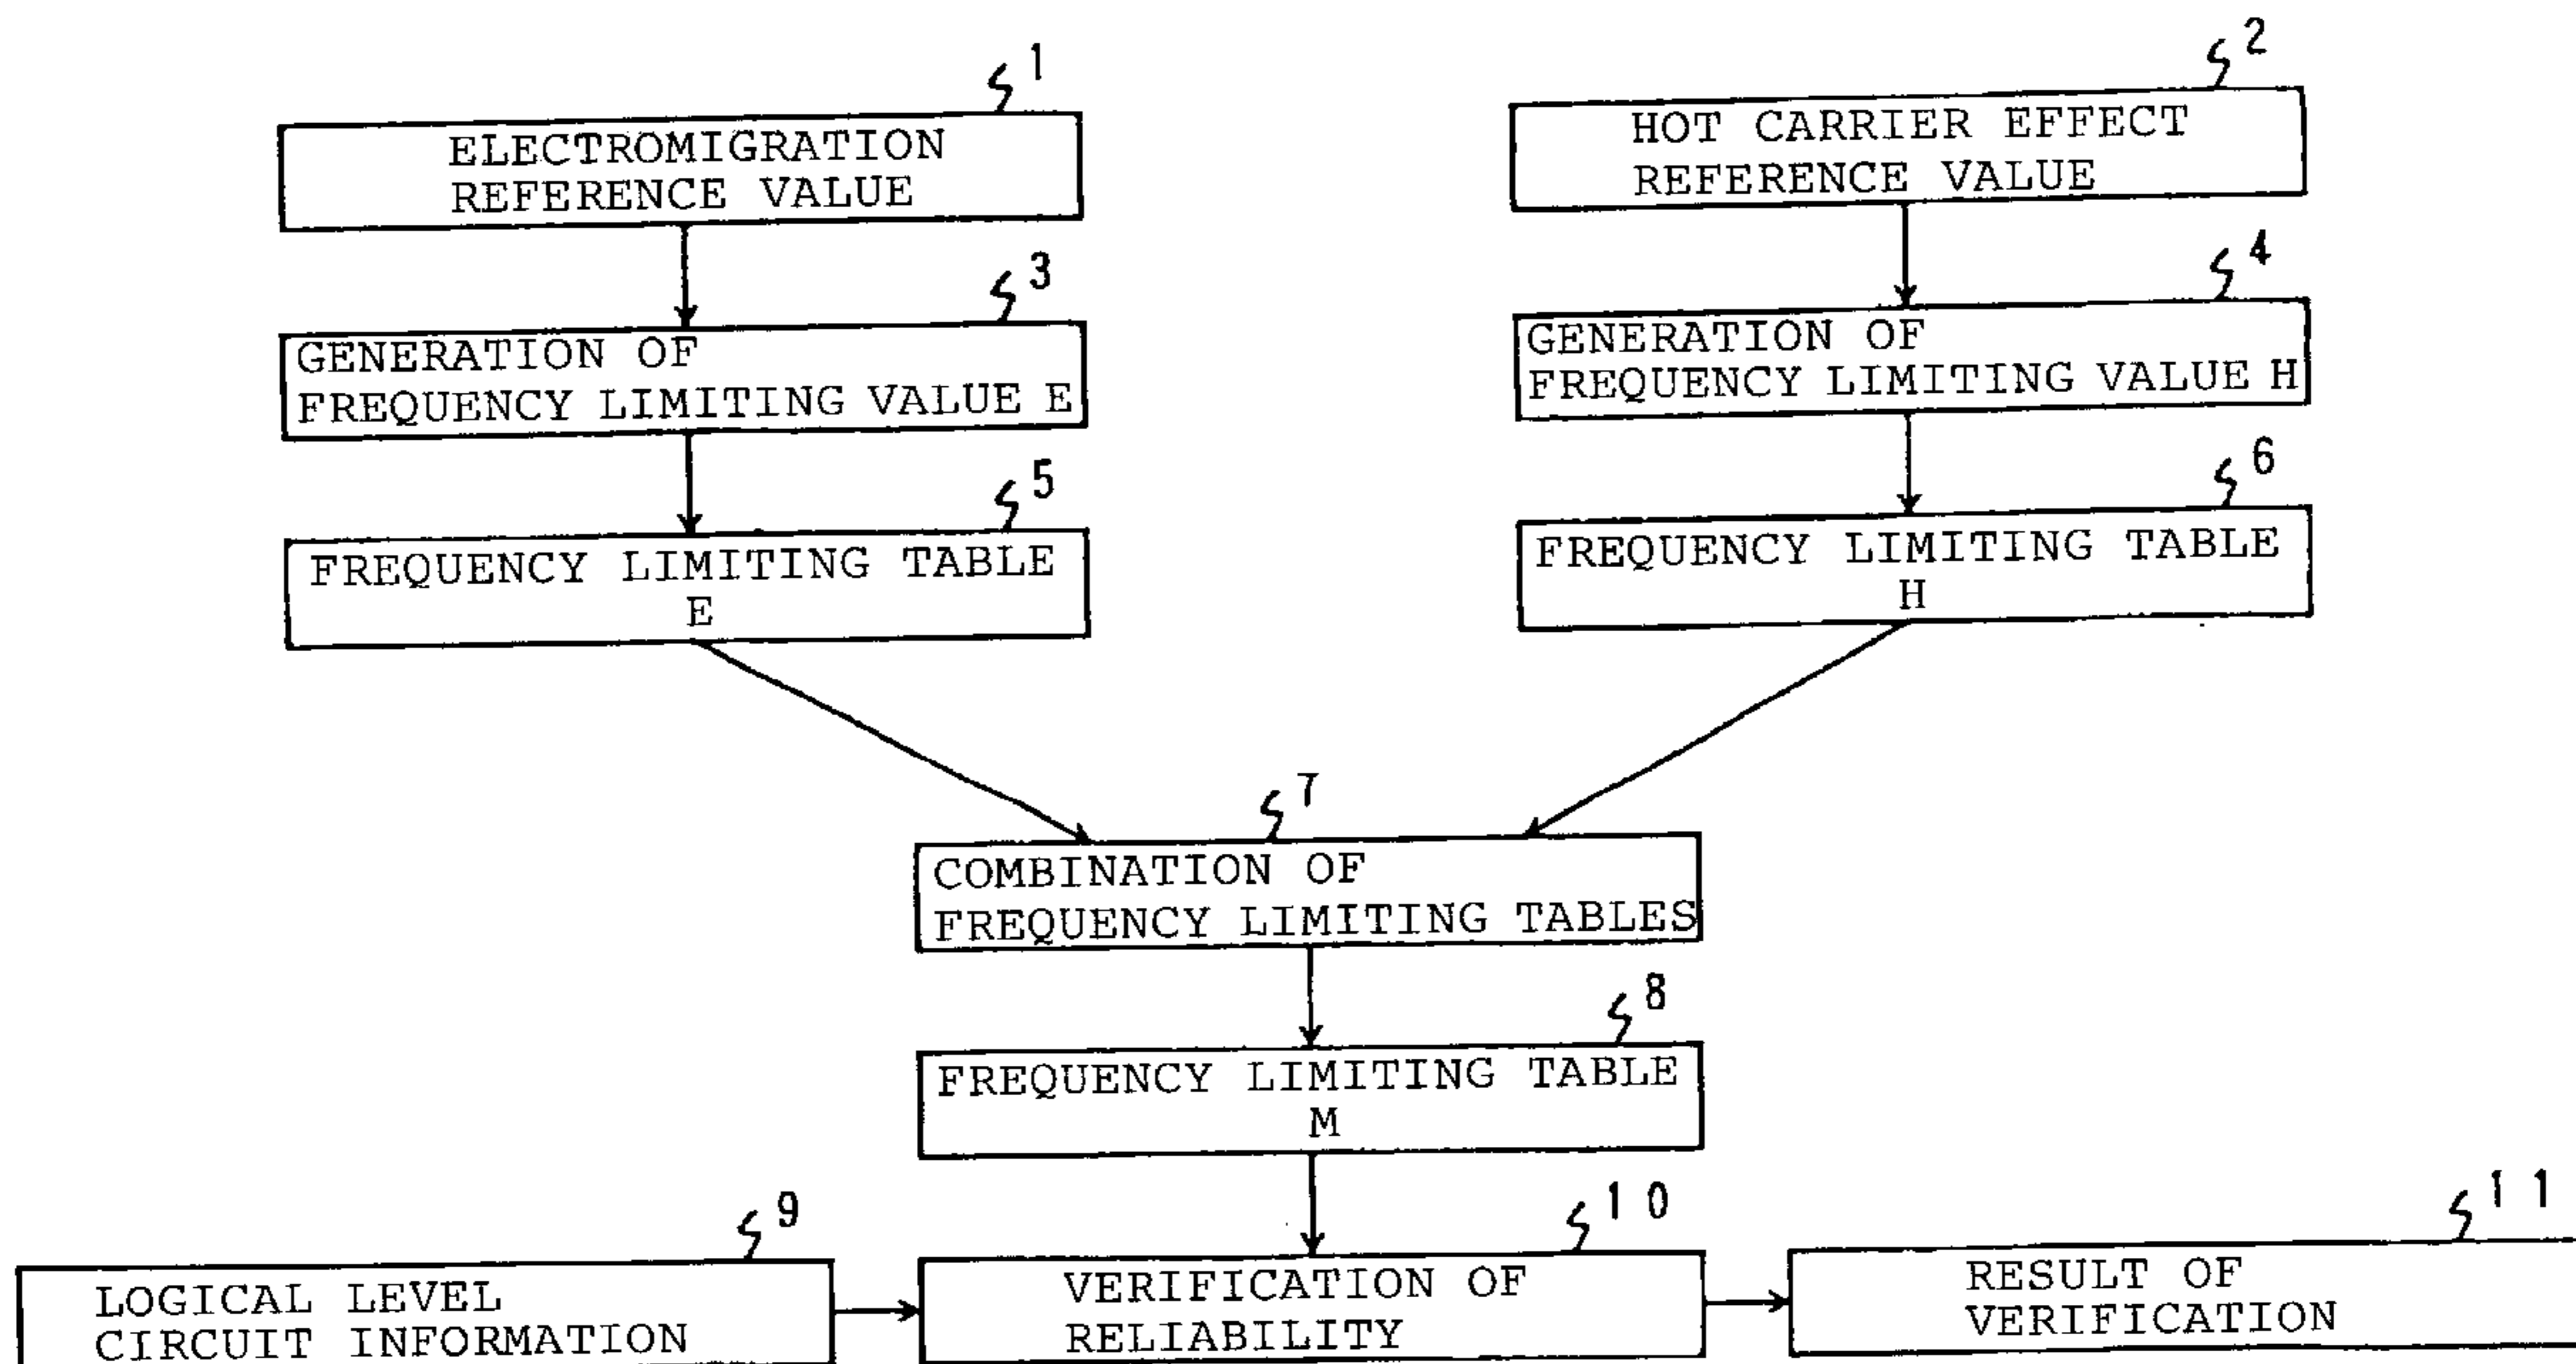 1
ELECTROMIGRATION
REFERENCE VALUE
2
HOT CARRIER EFFECT
REFERENCE VALUE
3
GENERATION OF
FREQUENCY LIMITING VALUE E
4
GENERATION OF
FREQUENCY LIMITING VALUE H
5
FREQUENCY LIMITING TABLE
E
6
FREQUENCY LIMITING TABLE
H
7
COMBINATION OF
FREQUENCY LIMITING TABLES
8
FREQUENCY LIMITING TABLE
M
9
LOGICAL LEVEL
CIRCUIT INFORMATION
10
VERIFICATION OF
RELIABILITY
11
RESULT OF
VERIFICATION